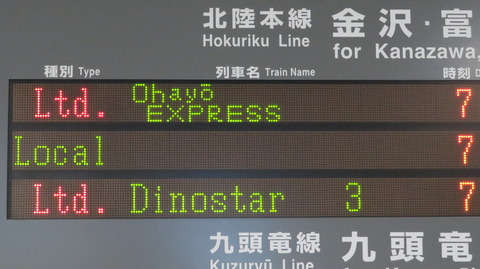 北陸本線 金沢・富
Hokuriku Line for Kanazawa,
種別 Type 列車名 Train Name 時刻
Ltd. Ohayō EXPRESS 7
Local 7
Ltd. Dinostar 3 7
九頭竜線 九頭竜
Kuzuryū Line